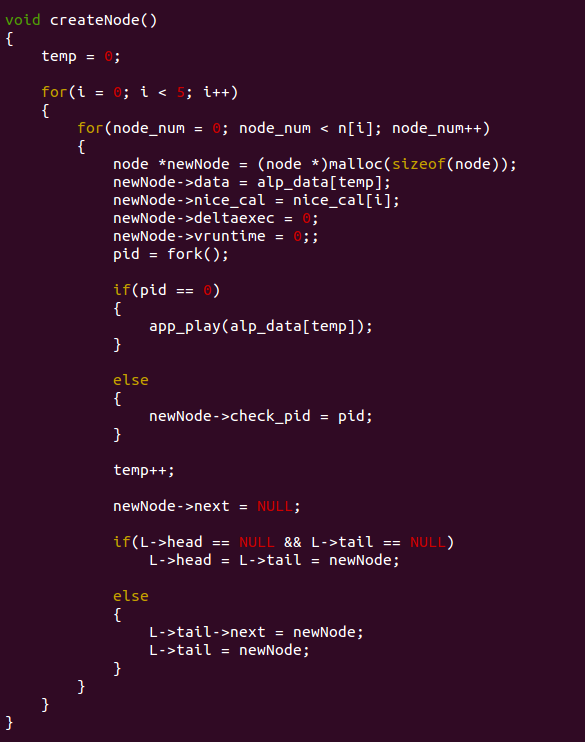 void createNode()
{
    temp = 0;

    for(i = 0; i < 5; i++)
    {
        for(node_num = 0; node_num < n[i]; node_num++)
        {
            node *newNode = (node *)malloc(sizeof(node));
            newNode->data = alp_data[temp];
            newNode->nice_cal = nice_cal[i];
            newNode->deltaexec = 0;
            newNode->vruntime = 0;;
            pid = fork();

            if(pid == 0)
            {
                app_play(alp_data[temp]);
            }

            else
            {
                newNode->check_pid = pid;
            }

            temp++;

            newNode->next = NULL;

            if(L->head == NULL && L->tail == NULL)
                L->head = L->tail = newNode;

            else
            {
                L->tail->next = newNode;
                L->tail = newNode;
            }
        }
    }
}